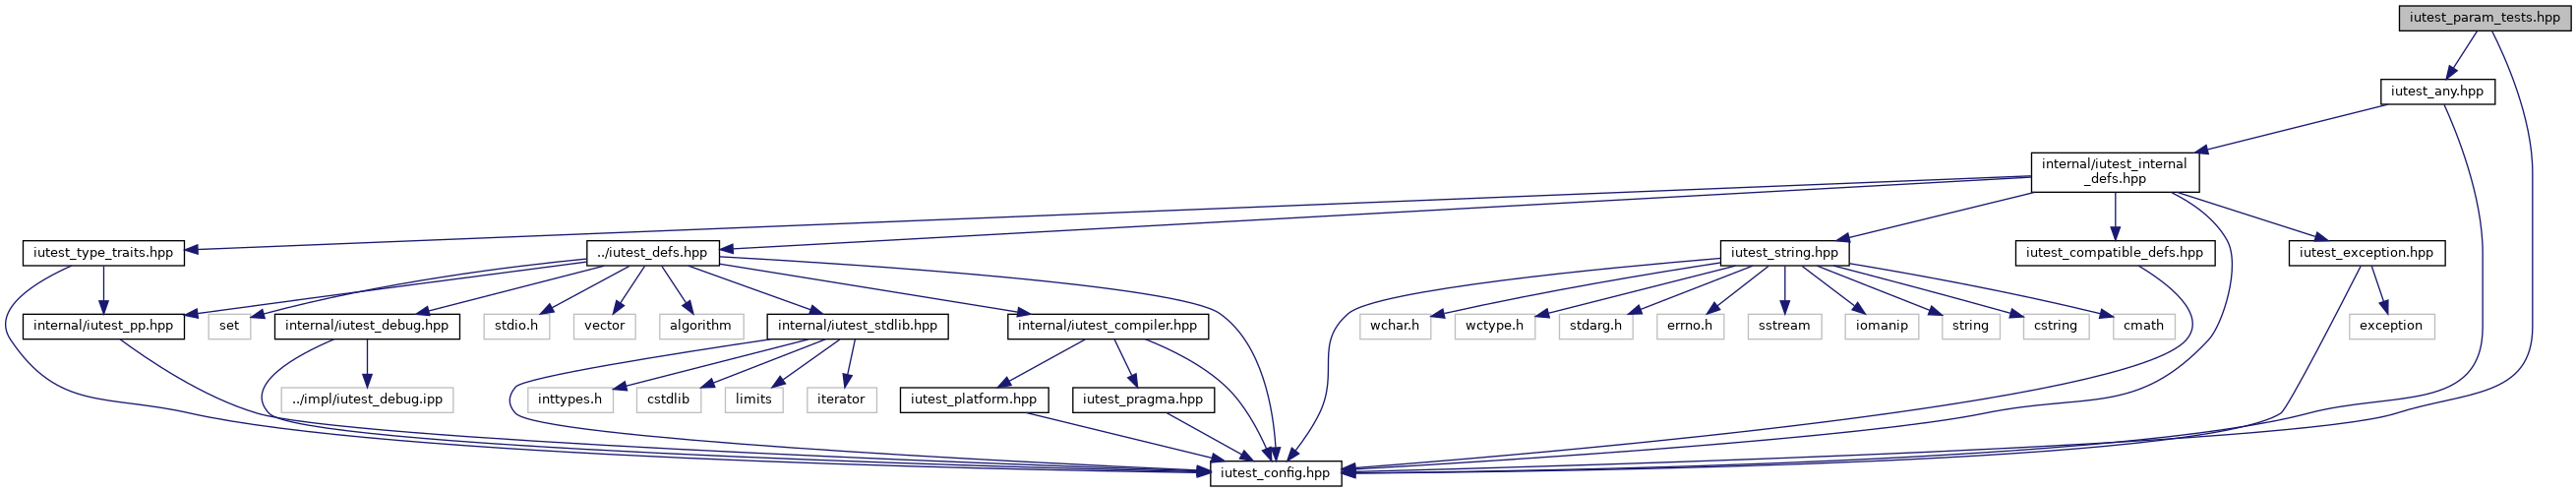 iutest_param_tests.hpp
iutest_any.hpp
internal/iutest_internal
_defs.hpp
iutest_type_traits.hpp
../iutest_defs.hpp
iutest_string.hpp
iutest_compatible_defs.hpp
iutest_exception.hpp
internal/iutest_pp.hpp
set
internal/iutest_debug.hpp
stdio.h
vector
algorithm
internal/iutest_stdlib.hpp
internal/iutest_compiler.hpp
wchar.h
wctype.h
stdarg.h
errno.h
sstream
iomanip
string
cstring
cmath
exception
../impl/iutest_debug.ipp
inttypes.h
cstdlib
limits
iterator
iutest_platform.hpp
iutest_pragma.hpp
iutest_config.hpp